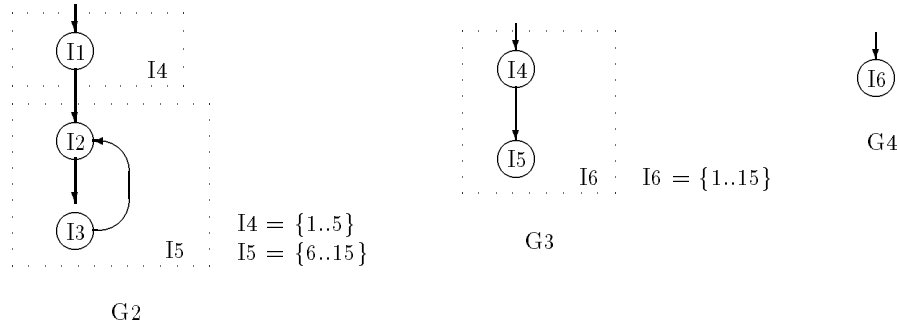 I1
I4
I2
I3
I5
I4 = {1..5}
I5 = {6..15}
G2
I4
I5
I6
I6 = {1..15}
G3
I6
G4